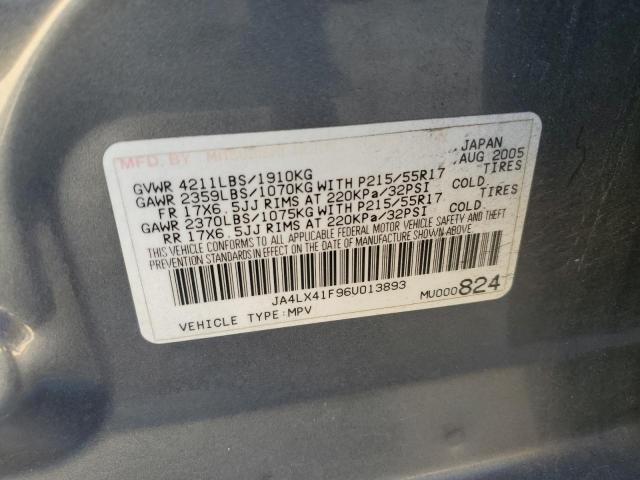 MFD. BY MITSUBISHI JAPAN
AUG 2005
GVWR 4211LBS/1910KG
GAWR 2359LBS/1070KG WITH P215/55R17 TIRES
FR 17X6.5JJ RIMS AT 220KPa/32PSI COLD
GAWR 2370LBS/1075KG WITH P215/55R17 TIRES
RR 17X6.5JJ RIMS AT 220KPa/32PSI COLD
THIS VEHICLE CONFORMS TO ALL APPLICABLE FEDERAL MOTOR VEHICLE SAFETY AND THEFT
PREVENTION STANDARDS IN EFFECT ON THE DATE OF MANUFACTURE SHOWN ABOVE.
JA4LX41F96U013893
MU000824
VEHICLE TYPE:MPV